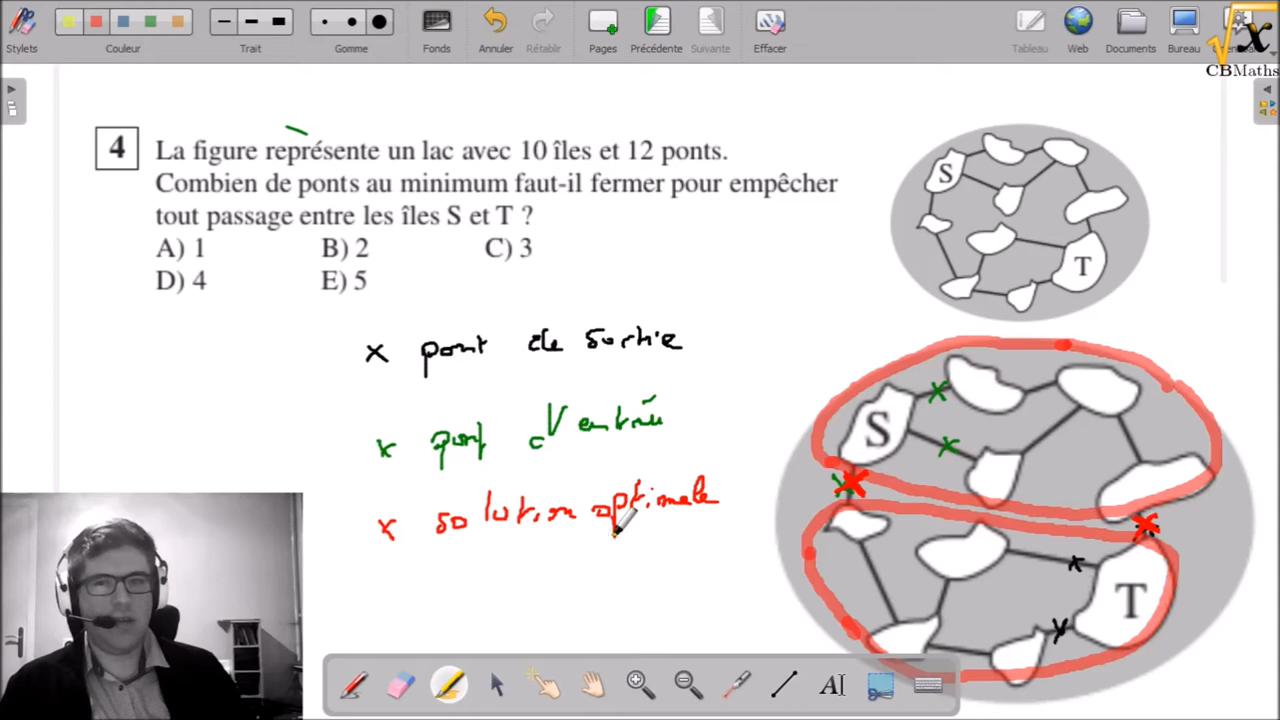 Stylets
Couleur
Trait
Gomme
Fonds
Annuler
Rétablir
Pages
Précédente
Suivante
Effacer
Tableau
Web
Documents
Bureau
x
CBMaths
4
La figure représente un lac avec 10 îles et 12 ponts.
Combien de ponts au minimum faut-il fermer pour empêcher
tout passage entre les îles S et T ?
A) 1 B) 2 C) 3
D) 4 E) 5
S
T
x pont de sortie
x pont d'entrée
x solution optimale
S
T
AI